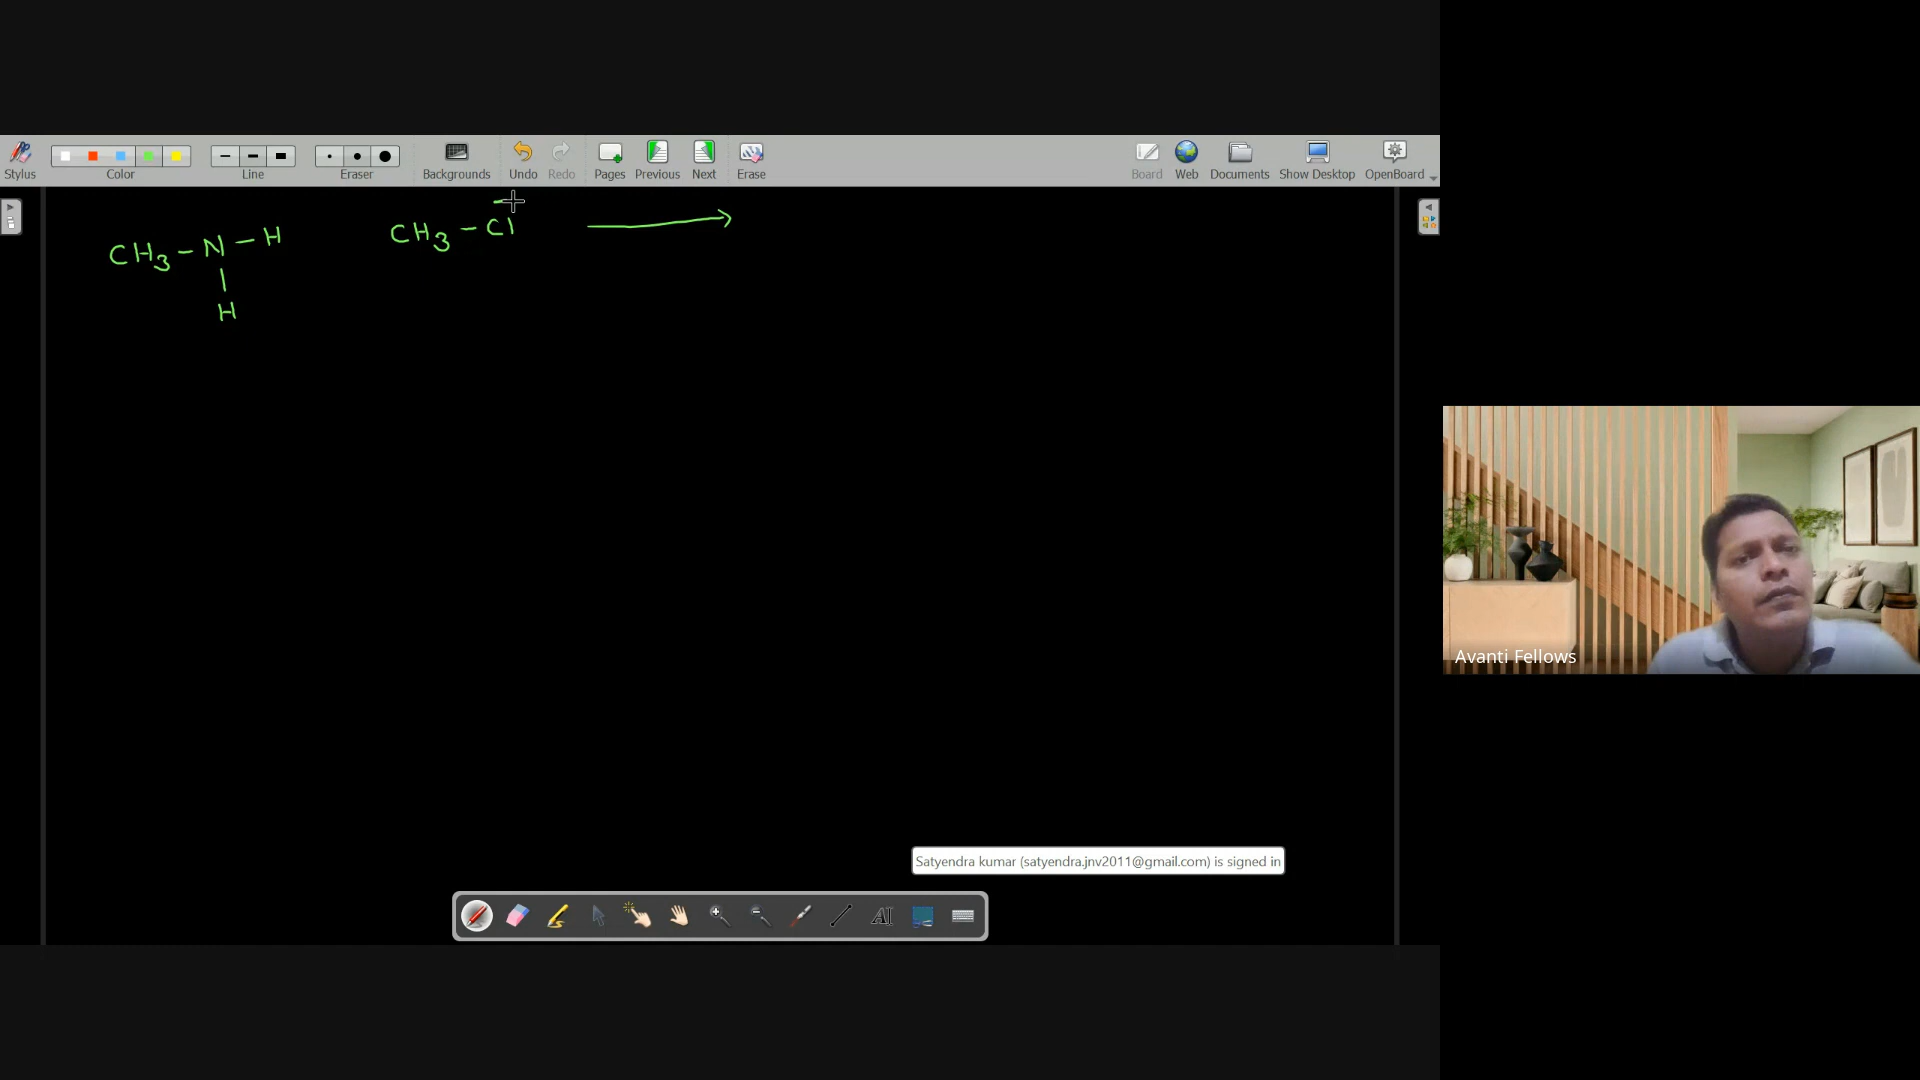 Stylus Color Line Eraser Backgrounds Undo Redo Pages Previous Next Erase Board Web Documents Show Desktop OpenBoard
CH3 - N - H CH3 - Cl ⟶
|
H
Avanti Fellows
Satyendra kumar (satyendra.jnv2011@gmail.com) is signed in
AI